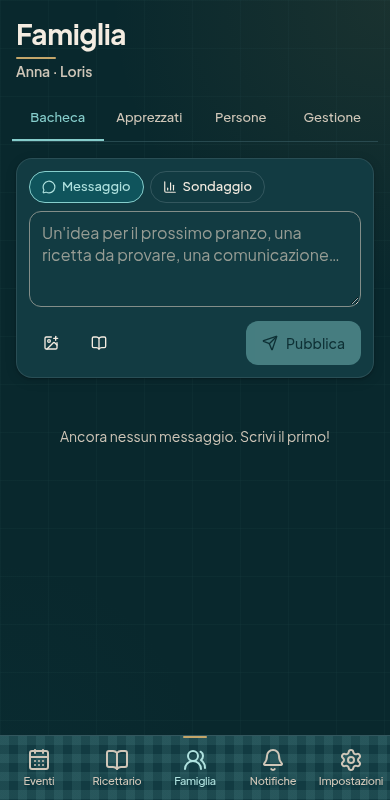 Famiglia
Anna · Loris
Bacheca Apprezzati Persone Gestione
Messaggio Sondaggio
Un'idea per il prossimo pranzo, una
ricetta da provare, una comunicazione…
Pubblica
Ancora nessun messaggio. Scrivi il primo!
Eventi Ricettario Famiglia Notifiche Impostazioni